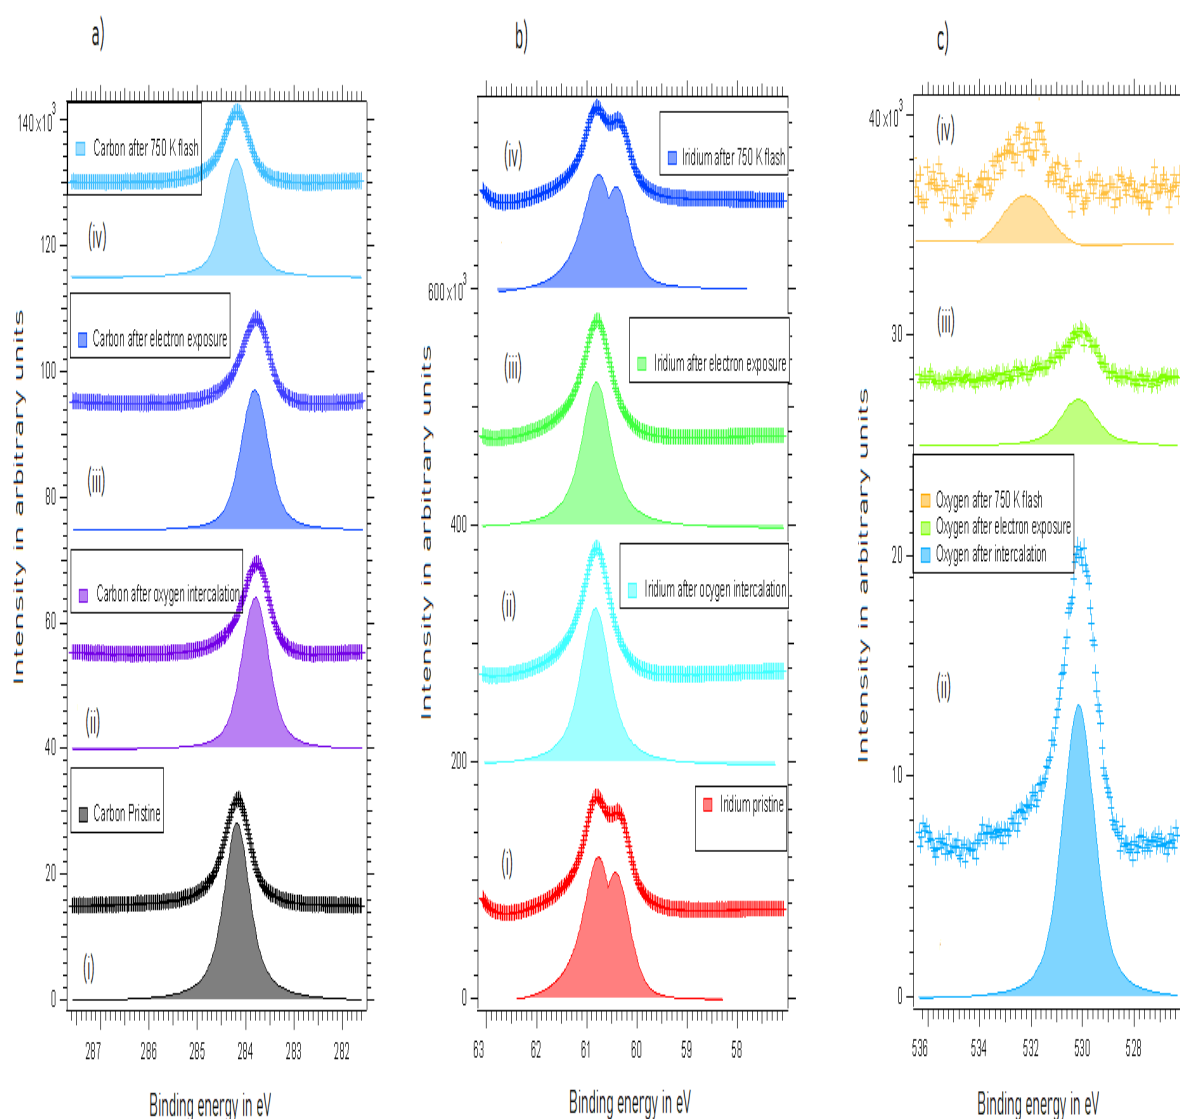 a)
140x10³
Carbon after 750 K flash
(iv)
120
Carbon after electron exposure
100
(iii)
80
Carbon after oxygen intercalation
60
(ii)
40
Carbon Pristine
20
(i)
0
287 286 285 284 283 282
Binding energy in eV
Intensity in arbitrary units
b)
(iv)
Iridium after 750 K flash
600x10³
(iii)
Iridium after electron exposure
400
(ii)
Iridium after ocygen intercalation
200
Iridium pristine
(i)
0
63 62 61 60 59 58
Binding energy in eV
Intensity in arbitrary units
c)
40x10³
(iv)
(iii)
30
Oxygen after 750 K flash
Oxygen after electron exposure
Oxygen after intercalation
20
(ii)
10
0
536 534 532 530 528
Binding energy in eV
Intensity in arbitrary units